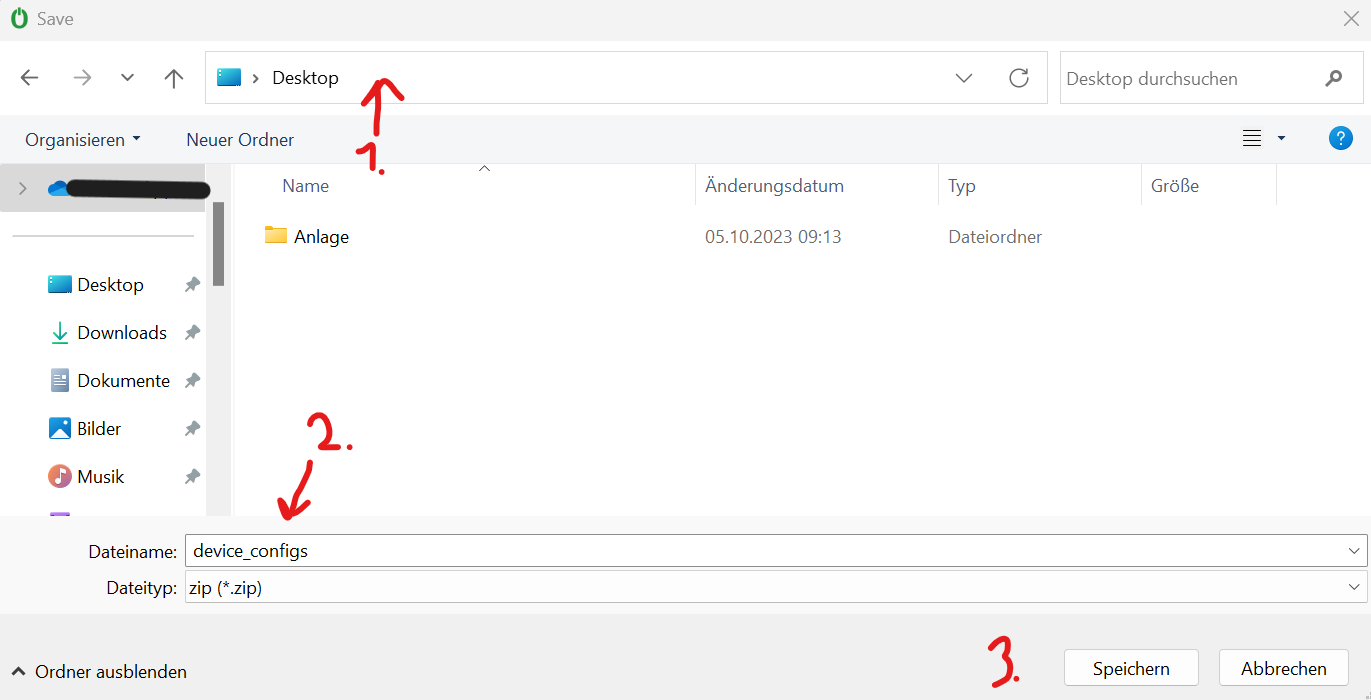 Save
Desktop
Desktop durchsuchen
Organisieren Neuer Ordner
1.
Name Änderungsdatum Typ Größe
Anlage 05.10.2023 09:13 Dateiordner
Desktop
Downloads
Dokumente
Bilder
Musik
2.
Dateiname: device_configs
Dateityp: zip (*.zip)
Ordner ausblenden
3.
Speichern Abbrechen